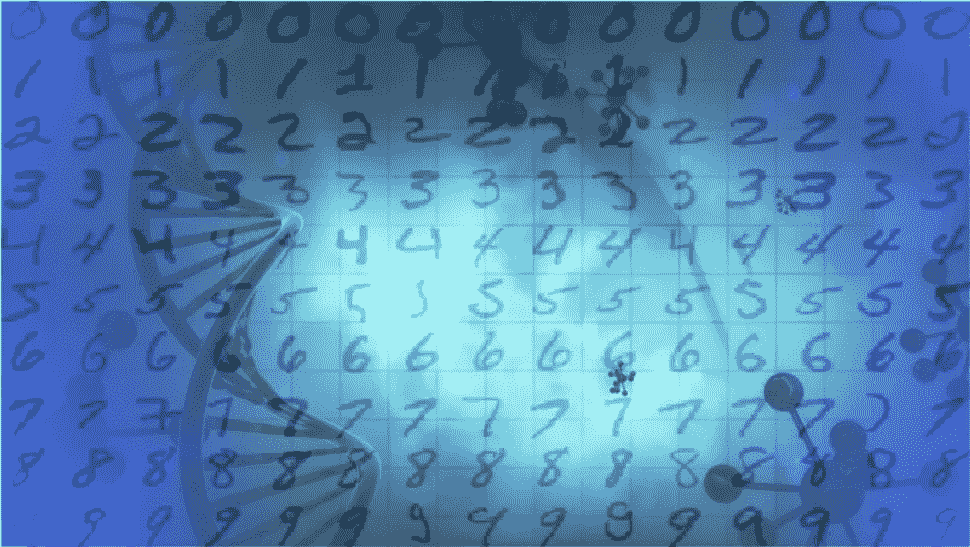 0 0 0 0 0 0 0 0 0 0 0 0 0 0 0
1 1 1 1 1 1 1 1 1 1 1 1 1 1 1
2 2 2 2 2 2 2 2 2 2 2 2 2 2 2
3 3 3 3 3 3 3 3 3 3 3 3 3 3 3
4 4 4 4 4 4 4 4 4 4 4 4 4 4 4
5 5 5 5 5 5 5 5 5 5 5 5 5 5 5
6 6 6 6 6 6 6 6 6 6 6 6 6 6 6
7 7 7 7 7 7 7 7 7 7 7 7 7 7 7
8 8 8 8 8 8 8 8 8 8 8 8 8 8 8
9 9 9 9 9 9 9 9 9 9 9 9 9 9